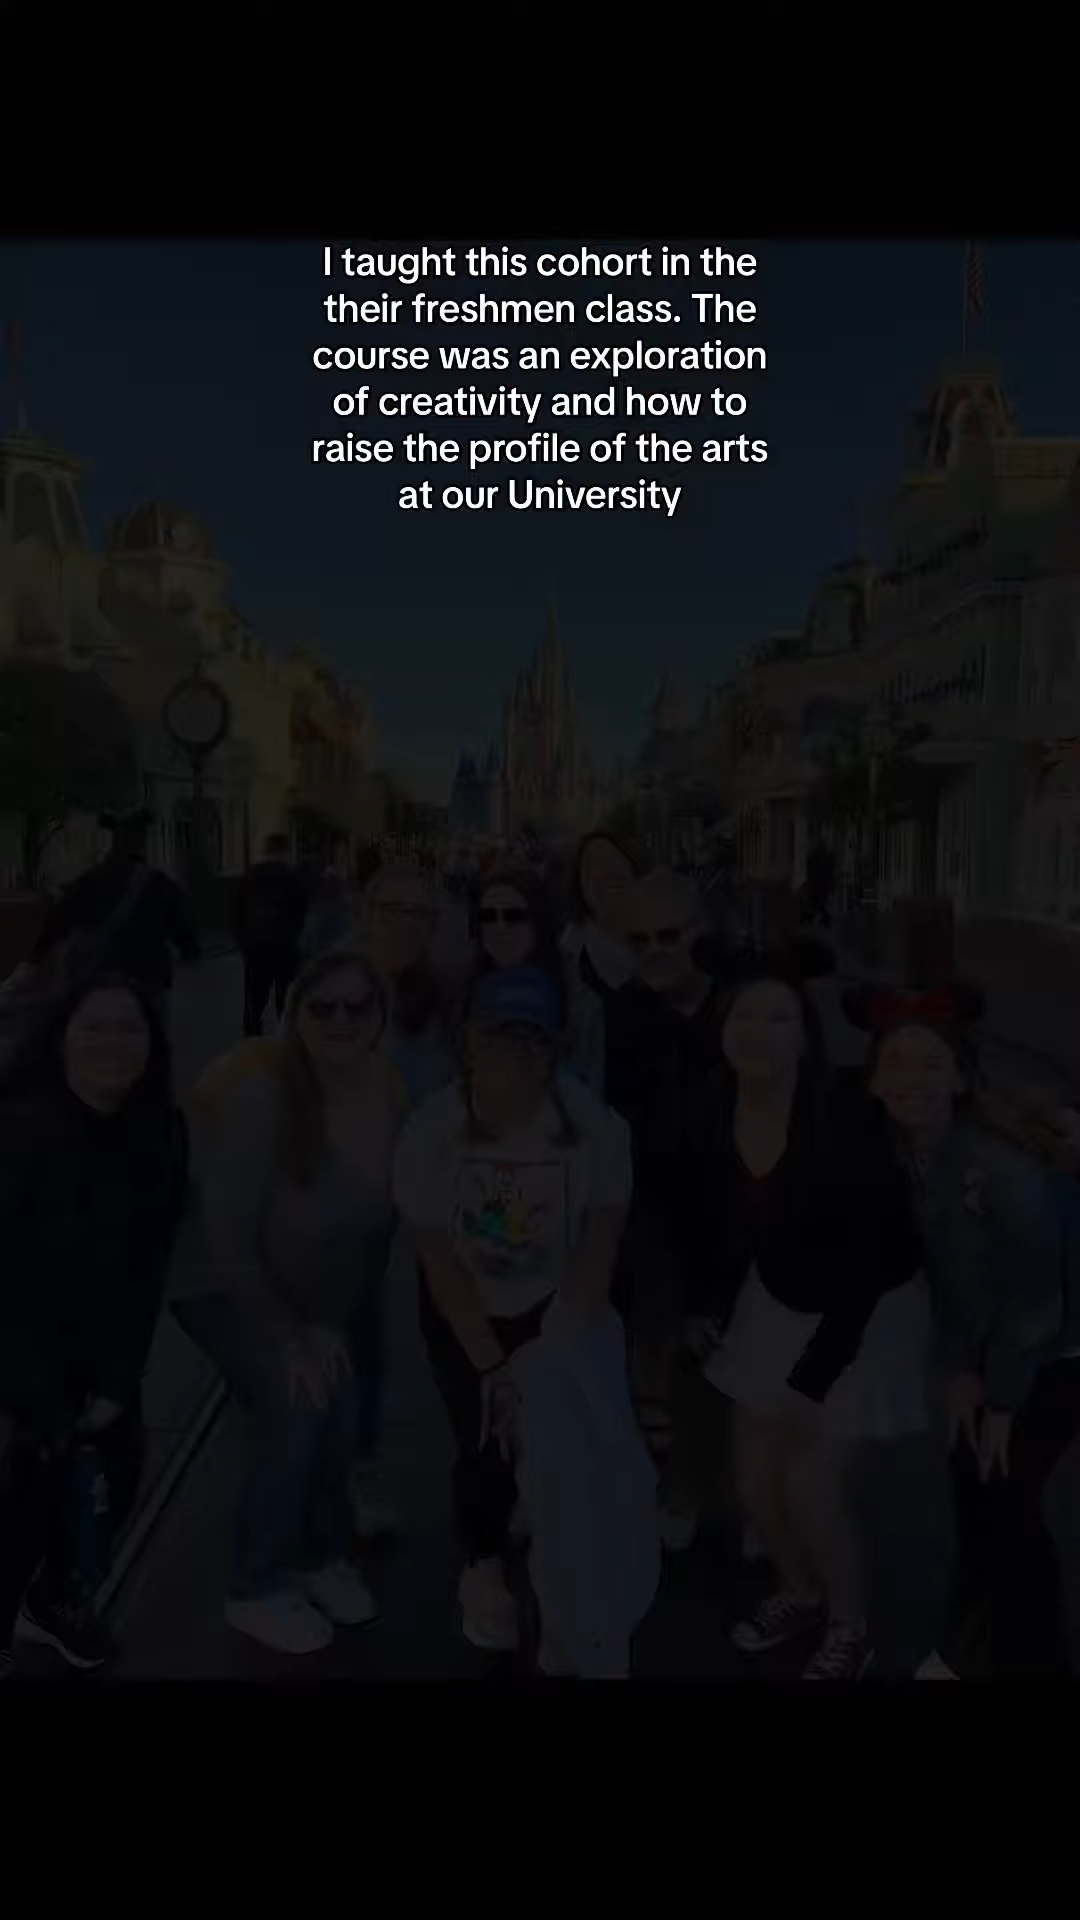 I taught this cohort in the
their freshmen class. The
course was an exploration
of creativity and how to
raise the profile of the arts
at our University